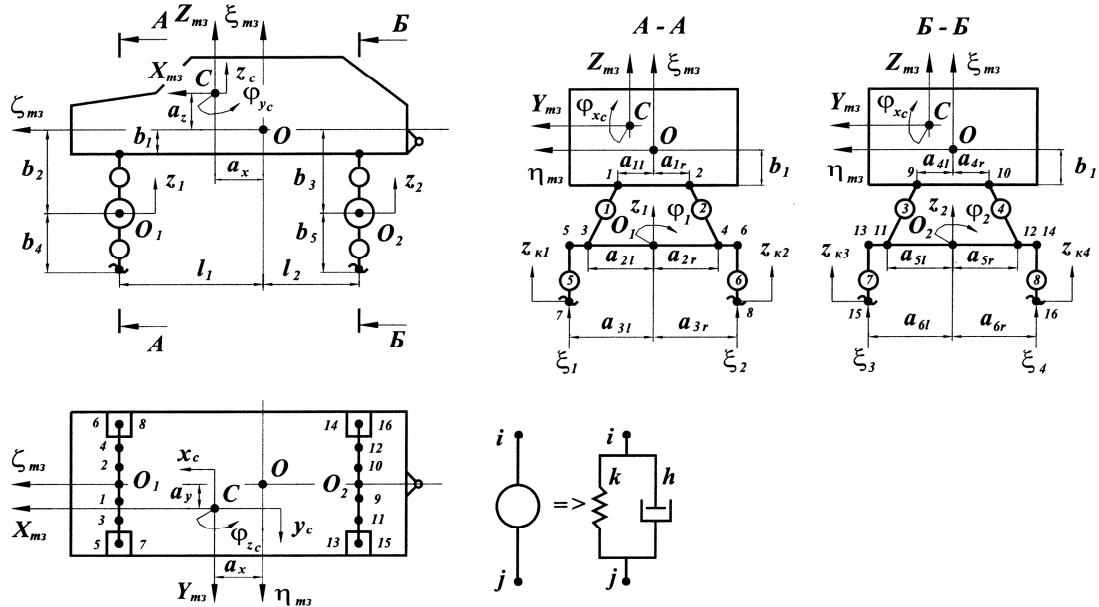 А Z тз ξ тз Б
А - А
Б - Б
X тз C z c
φ y c
ζ тз a z
b 1 O
b 2 a x b 3
z 1 z 2
O 1 O 2
b 4 b 5
l 1 l 2
А Б
Z тз ξ тз
Y тз φ xc C
O
η тз a 1l a 1r b 1
1 2
1 2
z 1 φ 1
5 3 O 1 4 6
z к1 a 2l a 2r z к2
5 6
7 a 3l a 3r 8
ξ 1 ξ 2
Z тз ξ тз
Y тз φ xc C
O
η тз a 4l a 4r b 1
9 10
3 4
z 2 φ 2
13 11 O 2 12 14
z к3 a 5l a 5r z к4
7 8
15 a 6l a 6r 16
ξ 3 ξ 4
6 8 14 16
4 12
2 x c 10
ζ тз O 1 O O 2
1 a y C 9
X тз
3 φ z c y c 11
5 7 13 15
a x
Y тз η тз
i i
k h
=>
j j